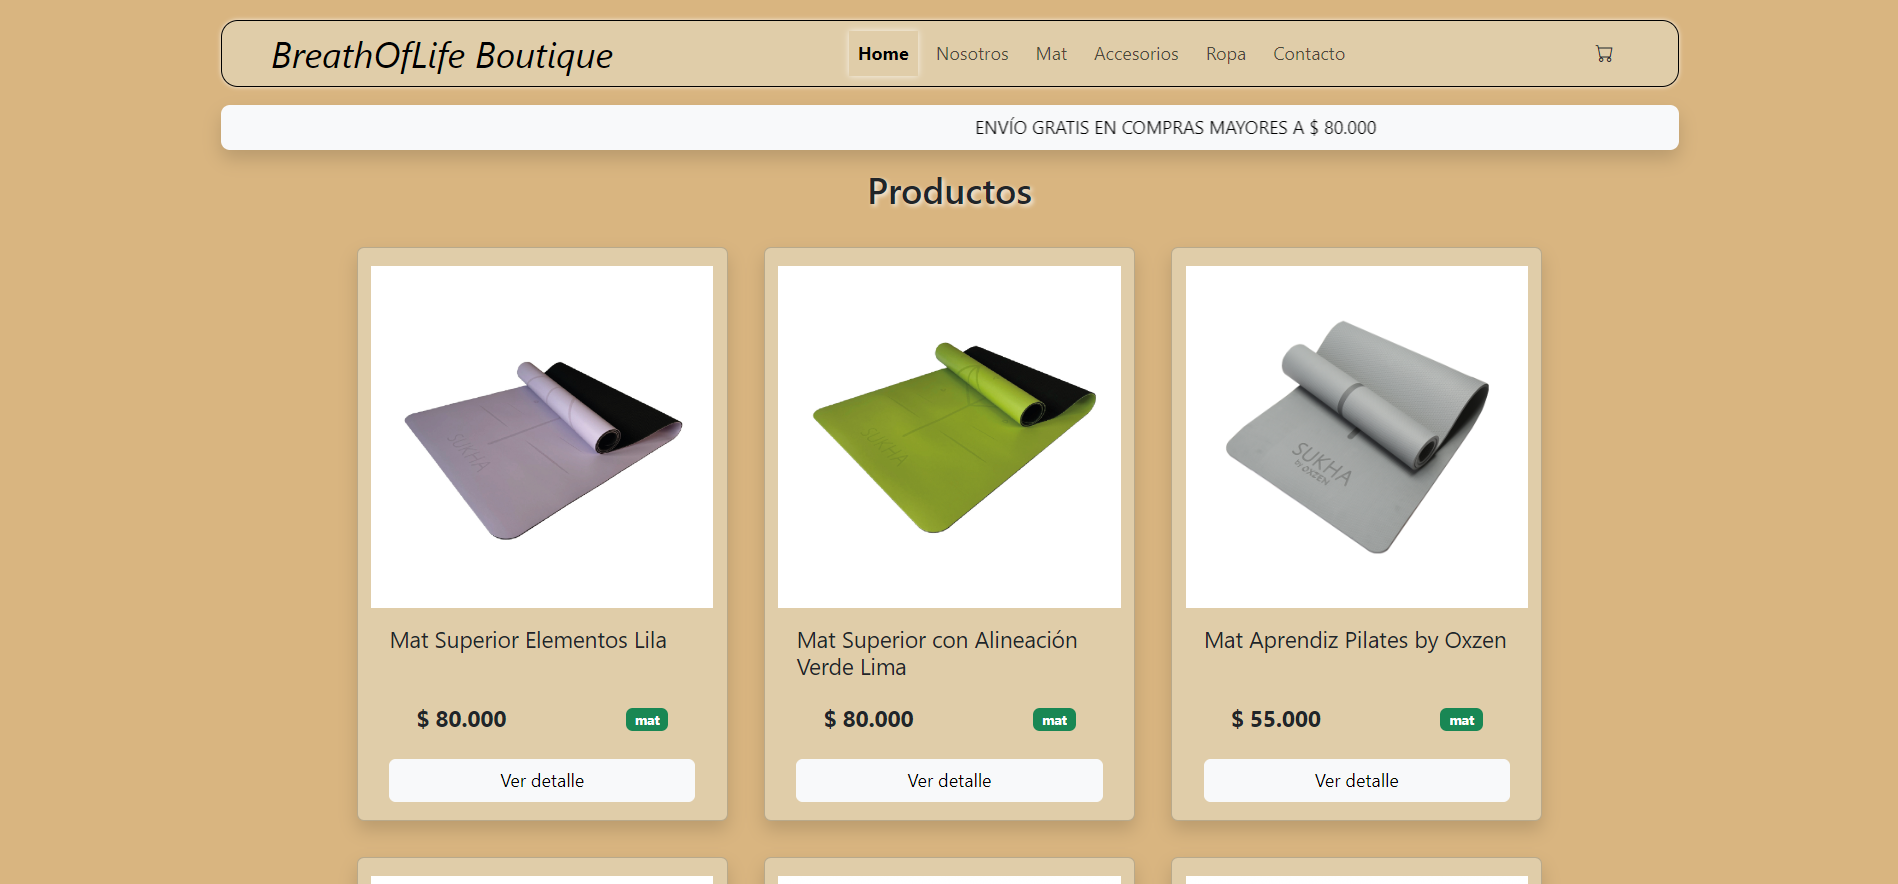 BreathOfLife Boutique
Home Nosotros Mat Accesorios Ropa Contacto
ENVÍO GRATIS EN COMPRAS MAYORES A $ 80.000
Productos
SUKHA
SUKHA
SUKHA
by OXZEN
Mat Superior Elementos Lila
Mat Superior con Alineación
Verde Lima
Mat Aprendiz Pilates by Oxzen
$ 80.000 mat
$ 80.000 mat
$ 55.000 mat
Ver detalle
Ver detalle
Ver detalle